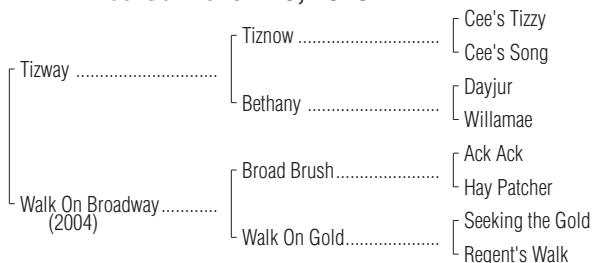 Cee's Tizzy
Tiznow ..................................
Cee's Song
Tizway .............................
Dayjur
Bethany ................................
Willamae
Ack Ack
Broad Brush.........................
Hay Patcher
Walk On Broadway............
(2004)
Seeking the Gold
Walk On Gold.......................
Regent's Walk